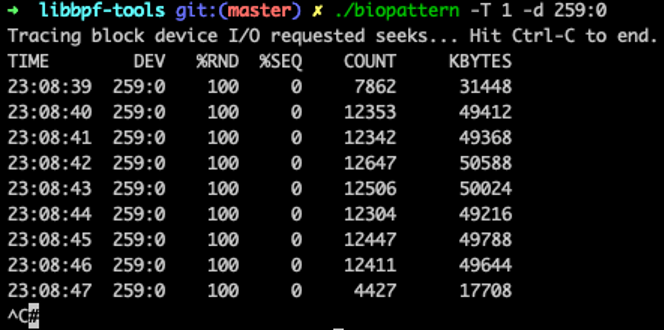 ➜  libbpf-tools git:(master) ✗ ./biopattern -T 1 -d 259:0
Tracing block device I/O requested seeks... Hit Ctrl-C to end.
TIME      DEV     %RND  %SEQ    COUNT     KBYTES
23:08:39  259:0    100     0     7862      31448
23:08:40  259:0    100     0    12353      49412
23:08:41  259:0    100     0    12342      49368
23:08:42  259:0    100     0    12647      50588
23:08:43  259:0    100     0    12506      50024
23:08:44  259:0    100     0    12304      49216
23:08:45  259:0    100     0    12447      49788
23:08:46  259:0    100     0    12411      49644
23:08:47  259:0    100     0     4427      17708
^C#